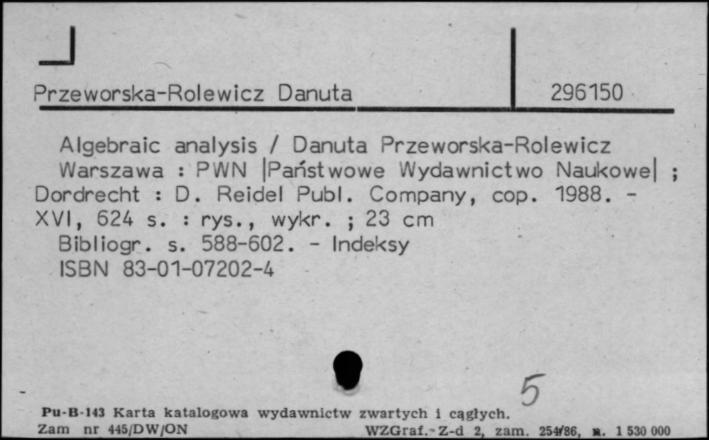 Przeworska-Rolewicz Danuta 296150
Algebraic analysis / Danuta Przeworska-Rolewicz
Warszawa : PWN |Państwowe Wydawnictwo Naukowe| ;
Dordrecht : D. Reidel Publ. Company, cop. 1988. -
XVI, 624 s. : rys., wykr. ; 23 cm
Bibliogr. s. 588-602. - Indeksy
ISBN 83-01-07202-4
5
Pu-B-143 Karta katalogowa wydawnictw zwartych i ciągłych.
Zam nr 445/DW/ON WZGraf. Z-d 2, zam. 254/86, n. 1 530 000